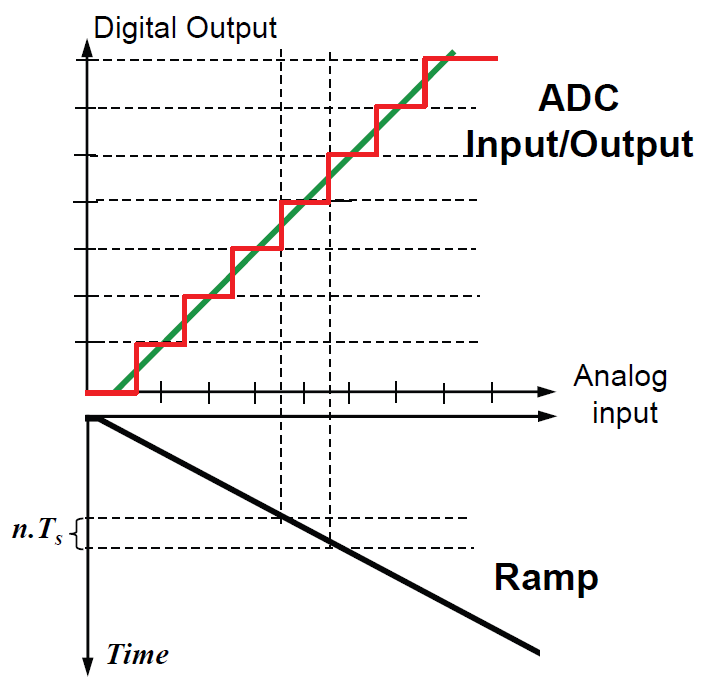 Digital Output
ADC
Input/Output
Analog
input
n.Ts
Ramp
Time